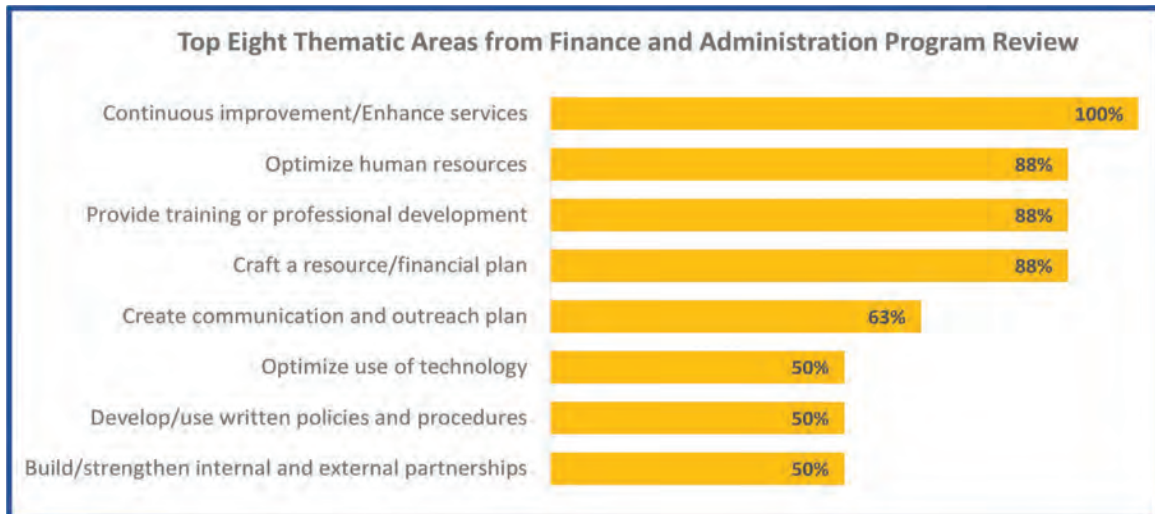 Top Eight Thematic Areas from Finance and Administration Program Review
Continuous improvement/Enhance services 100%
Optimize human resources 88%
Provide training or professional development 88%
Craft a resource/financial plan 88%
Create communication and outreach plan 63%
Optimize use of technology 50%
Develop/use written policies and procedures 50%
Build/strengthen internal and external partnerships 50%